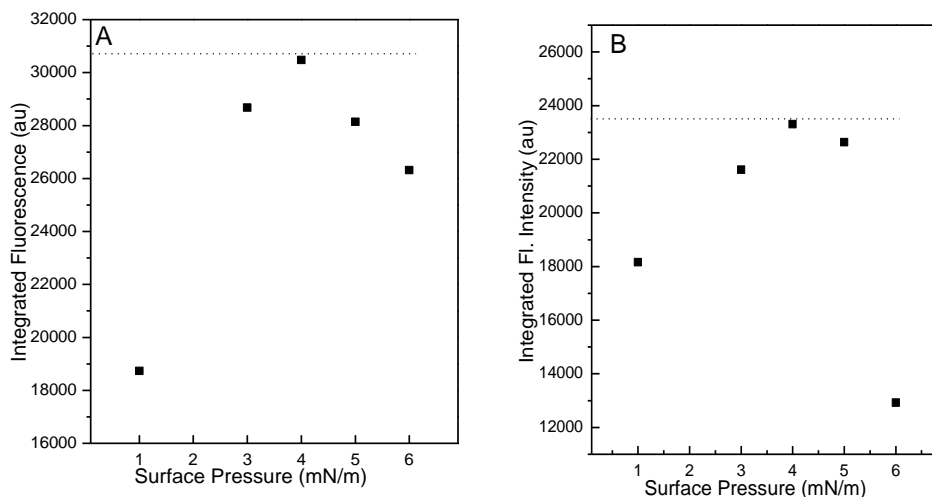 A
Integrated Fluorescence (au)
32000
30000
28000
26000
24000
22000
20000
18000
16000
1 2 3 4 5 6
Surface Pressure (mN/m)
B
Integrated Fl. Intensity (au)
26000
24000
22000
20000
18000
16000
14000
12000
1 2 3 4 5 6
Surface Pressure (mN/m)